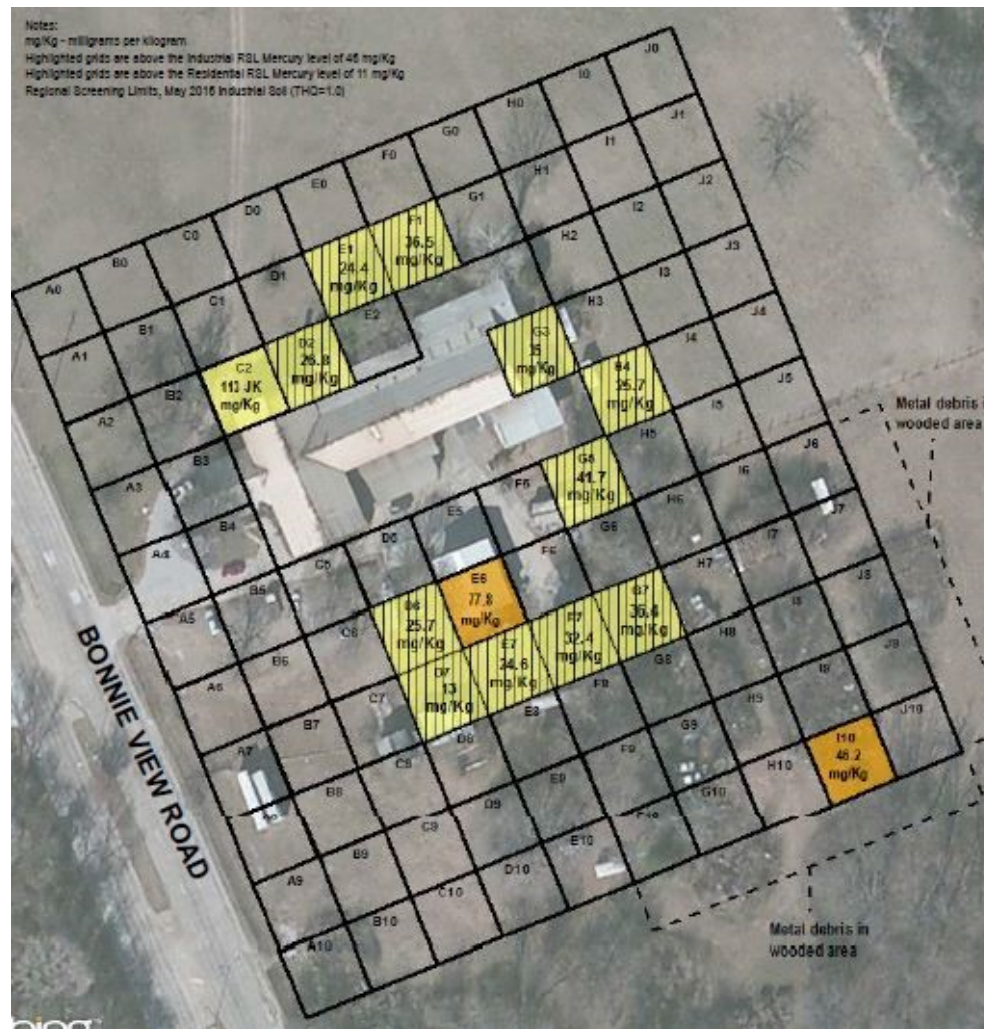 Notes:
mg/Kg - milligrams per kilogram
Highlighted grids are above the Industrial RSL Mercury level of 46 mg/Kg
Highlighted grids are above the Residential RSL Mercury level of 11 mg/Kg
Regional Screening Limits, May 2016 Industrial Soil (THQ=1.0)
A0 B0 C0 D0 E0 F0 G0 H0 I0 J0
A1 B1 C1 D1 E1
24.4
mg/Kg
F1
36.5
mg/Kg
G1 H1 I1 J1
A2 B2 C2
113 JK
mg/Kg
D2
26.8
mg/Kg
E2 H2 I2 J2
A3 B3 G3
mg/Kg
H3 I3 J3
A4 B4 H4
25.7
mg/Kg
I4 J4
A5 B5 C5 D5 E5 F5 G5
41.7
mg/Kg
H5 I5 J5
A6 B6 C6 D6
25.7
mg/Kg
E6
77.8
mg/Kg
F6 G6 H6 I6 J6
A7 B7 C7 D7
13
mg/Kg
E7
24.6
mg/Kg
F7
32.4
mg/Kg
G7
mg/Kg
H7 I7 J7
B8 C8 D8 E8 F8 G8 H8 I8 J8
A9 B9 C9 D9 E9 F9 G9 H9 I9 J9
A10 B10 C10 D10 E10 F10 G10 H10 I10
46.2
mg/Kg
J10
BONNIE VIEW ROAD
Metal debris
wooded area
Metal debris in
wooded area